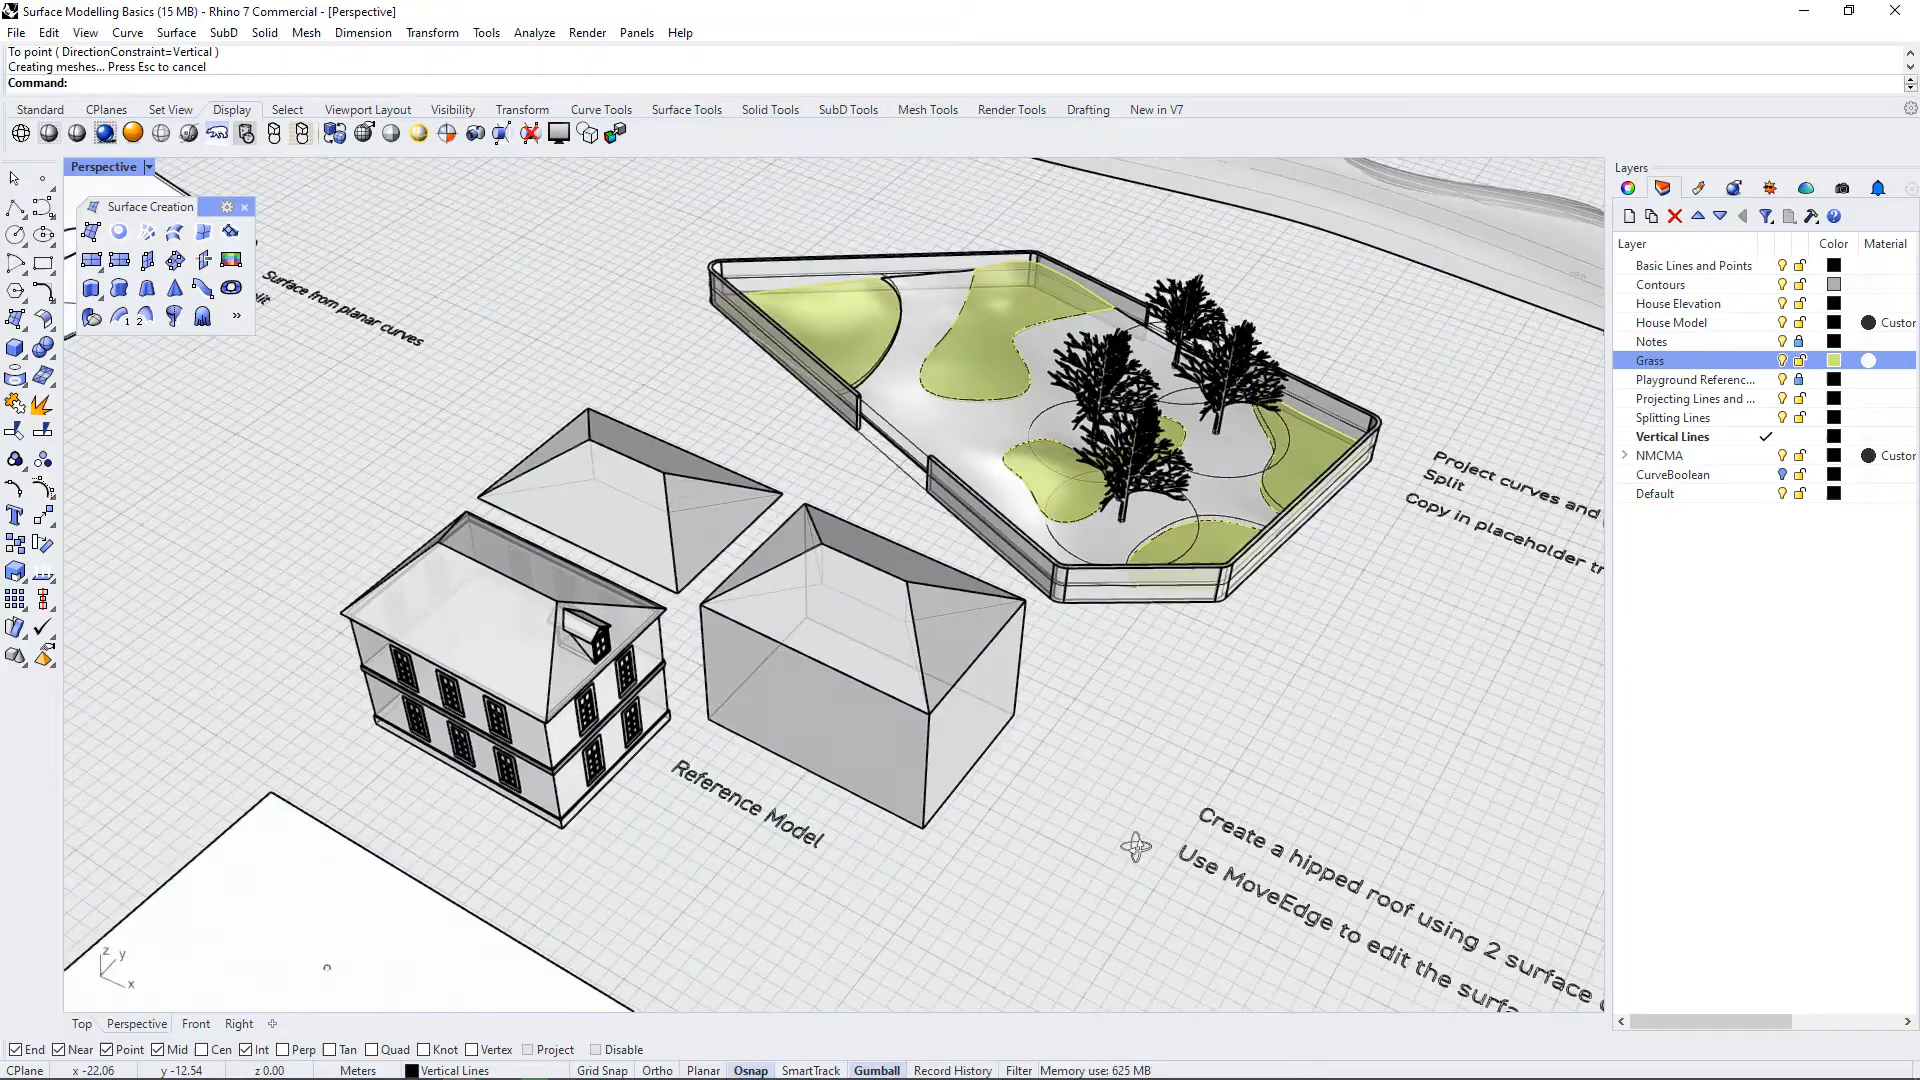 Surface Modelling Basics (15 MB) - Rhino 7 Commercial - [Perspective]
File Edit View Curve Surface SubD Solid Mesh Dimension Transform Tools Analyze Render Panels Help
To point ( DirectionConstraint=Vertical )
Creating meshes... Press Esc to cancel
Command:
Standard CPlanes Set View Display Select Viewport Layout Visibility Transform Curve Tools Surface Tools Solid Tools SubD Tools Mesh Tools Render Tools Drafting New in V7
Perspective
Surface Creation
1 2
Surface from planar curves
Project curves and
Split
Copy in placeholder tr
Reference Model
Create a hipped roof using 2 surface
Use MoveEdge to edit the surfa
z y
x
Layers
Layer Color Material
Basic Lines and Points
Contours
House Elevation
House Model Custor
Notes
Grass
Playground Referenc...
Projecting Lines and ...
Splitting Lines
Vertical Lines
NMCMA Custor
CurveBoolean
Default
Top Perspective Front Right
End Near Point Mid Cen Int Perp Tan Quad Knot Vertex Project Disable
CPlane x -22.06 y -12.54 z 0.00 Meters Vertical Lines Grid Snap Ortho Planar Osnap SmartTrack Gumball Record History Filter Memory use: 625 MB